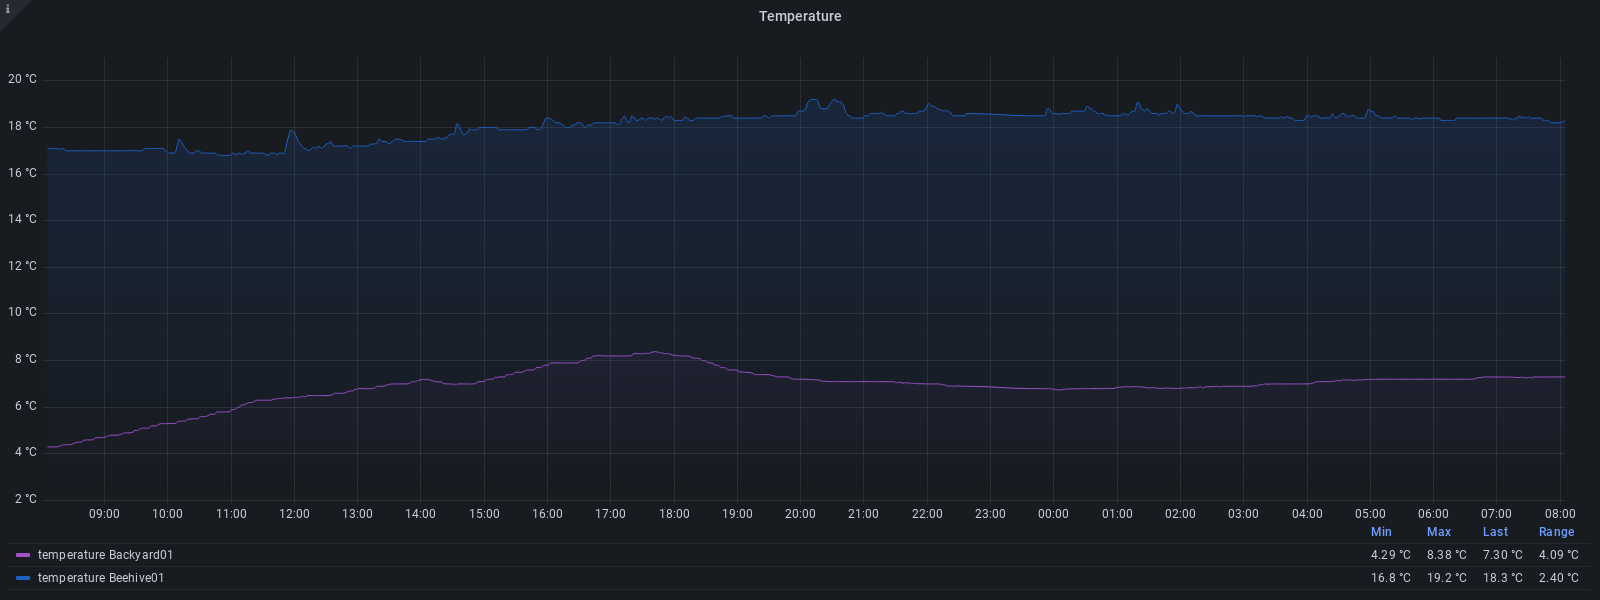 i
Temperature
20 °C
18 °C
16 °C
14 °C
12 °C
10 °C
8 °C
6 °C
4 °C
2 °C
09:00 10:00 11:00 12:00 13:00 14:00 15:00 16:00 17:00 18:00 19:00 20:00 21:00 22:00 23:00 00:00 01:00 02:00 03:00 04:00 05:00 06:00 07:00 08:00
Min Max Last Range
temperature Backyard01 4.29 °C 8.38 °C 7.30 °C 4.09 °C
temperature Beehive01 16.8 °C 19.2 °C 18.3 °C 2.40 °C